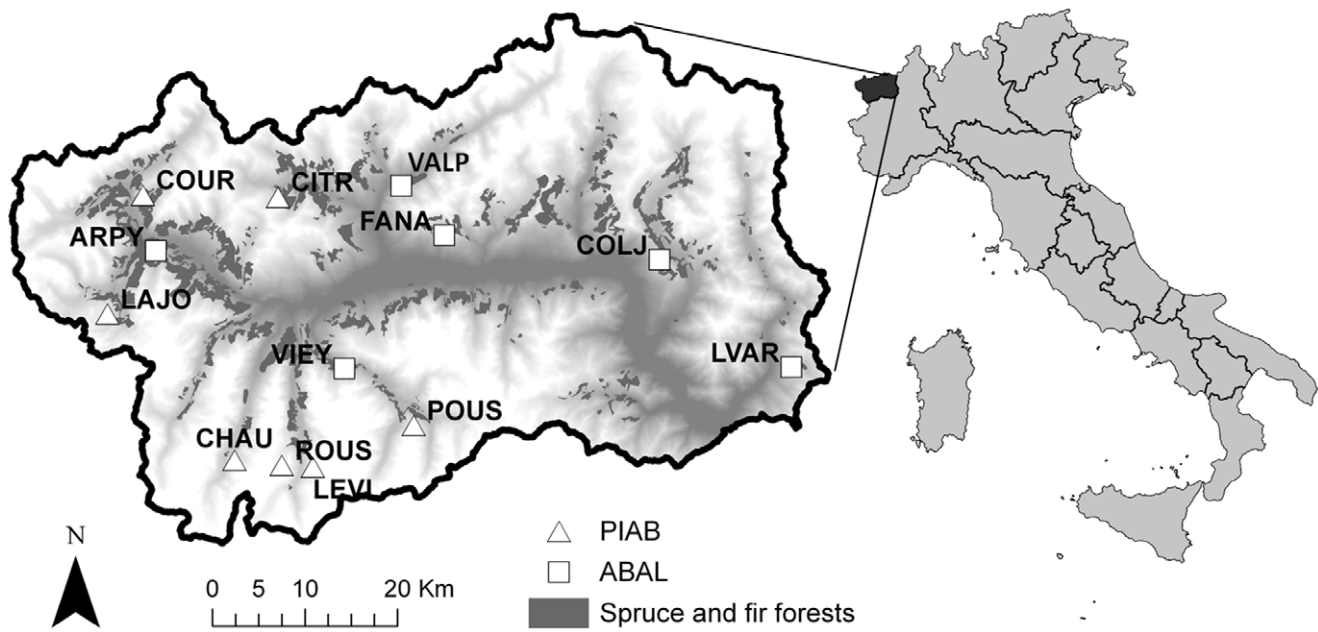 VALP
COUR
CITR
FANA
ARPY
COLJ
LAJO
VIEY
LVAR
POUS
CHAU
ROUS
LEVI
N
PIAB
0 5 10 20 Km
ABAL
Spruce and fir forests